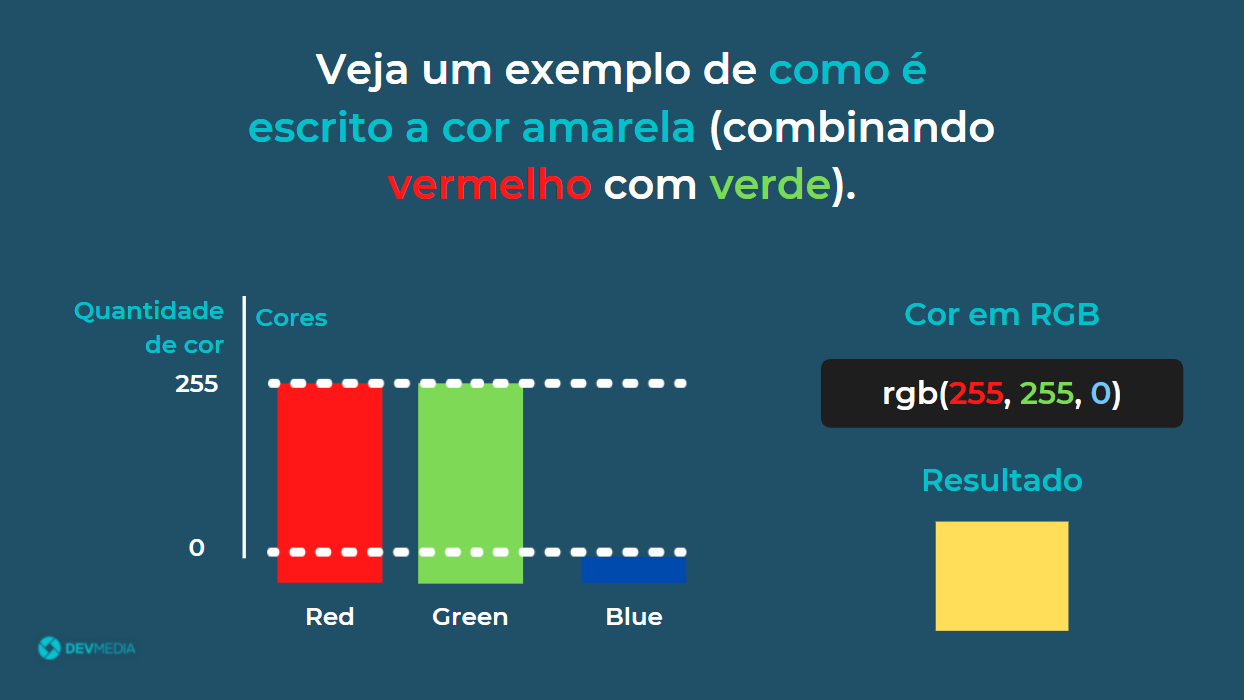 Veja um exemplo de como é
escrito a cor amarela (combinando
vermelho com verde).
Quantidade
de cor
Cores
255
0
Red
Green
Blue
Cor em RGB
rgb(255, 255, 0)
Resultado
DEVMEDIA